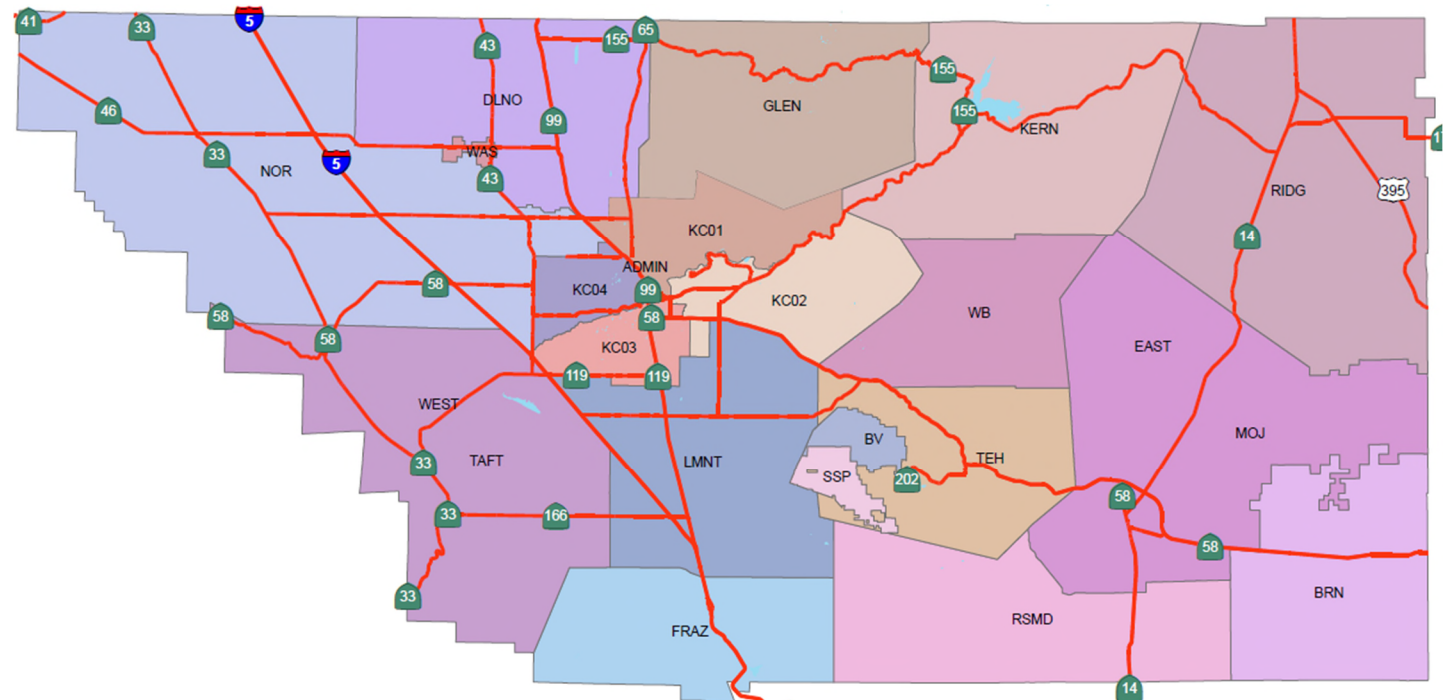 41
33
5
43
155
65
155
DLNO
GLEN
46
99
155
KERN
33
NOR
5
WAS
43
RIDG
395
KC01
14
ADMIN
58
KC04
99
KC02
WB
58
58
58
KC03
EAST
119
119
WEST
MOJ
33
TAFT
LMNT
BV
TEH
SSP
202
58
33
166
58
33
BRN
FRAZ
RSMD
14